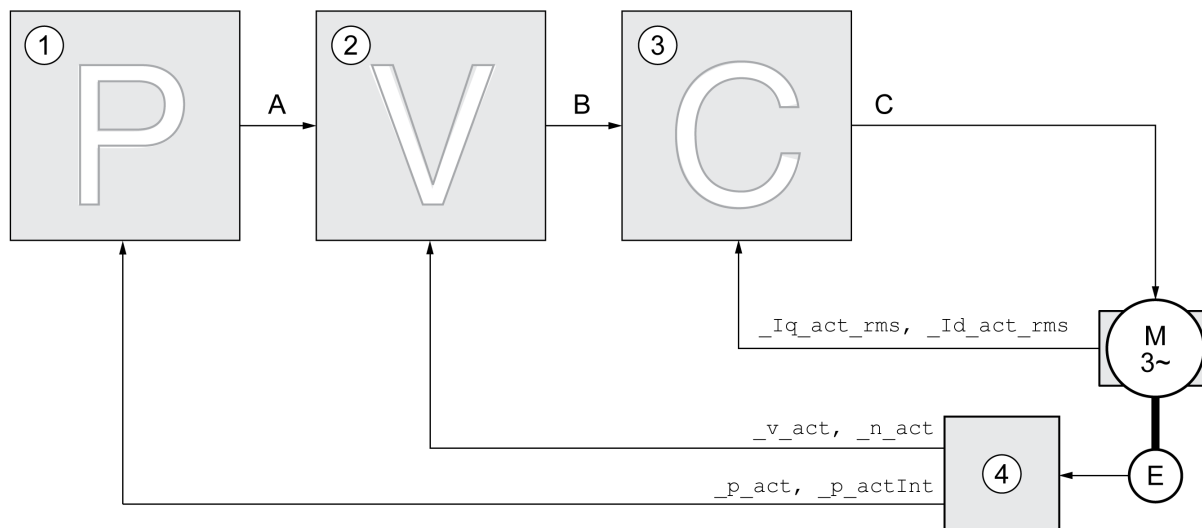 1
P
A
2
V
B
3
C
C
_Iq_act_rms, _Id_act_rms
M
3~
_v_act, _n_act
_p_act, _p_actInt
4
E